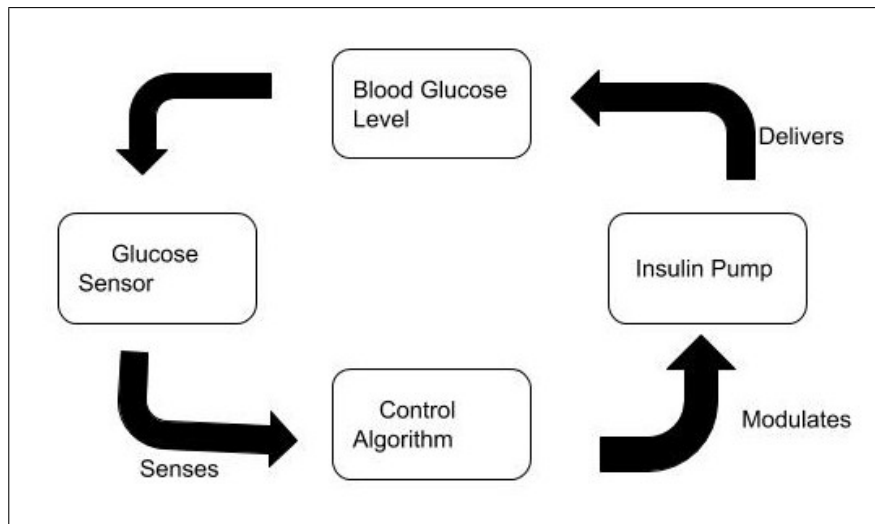 Blood Glucose
Level
Delivers
Glucose
Sensor
Insulin Pump
Control
Algorithm
Modulates
Senses